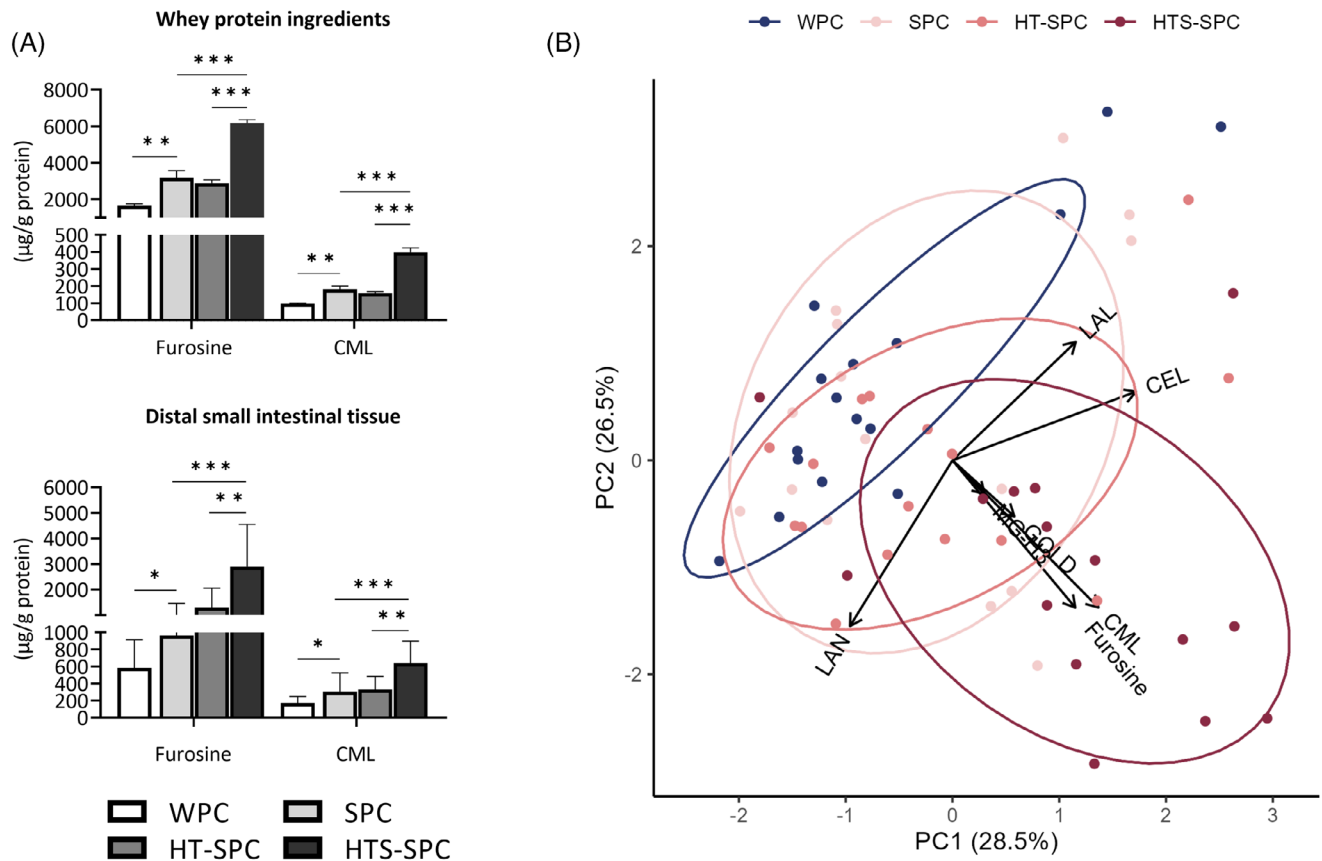 Whey protein ingredients
(A)
(μg/g protein)
8000
6000
4000
2000
500
400
300
200
100
0
***
***
**
***
***
**
Furosine
CML
Distal small intestinal tissue
(μg/g protein)
6000
5000
4000
3000
2000
1000
800
600
400
200
0
***
**
*
***
**
*
Furosine
CML
WPC
SPC
HT-SPC
HTS-SPC
(B)
WPC
SPC
HT-SPC
HTS-SPC
PC2 (26.5%)
2
0
-2
LAL
CEL
GOLD
CML
Furosine
LAN
-2
-1
0
1
2
3
PC1 (28.5%)